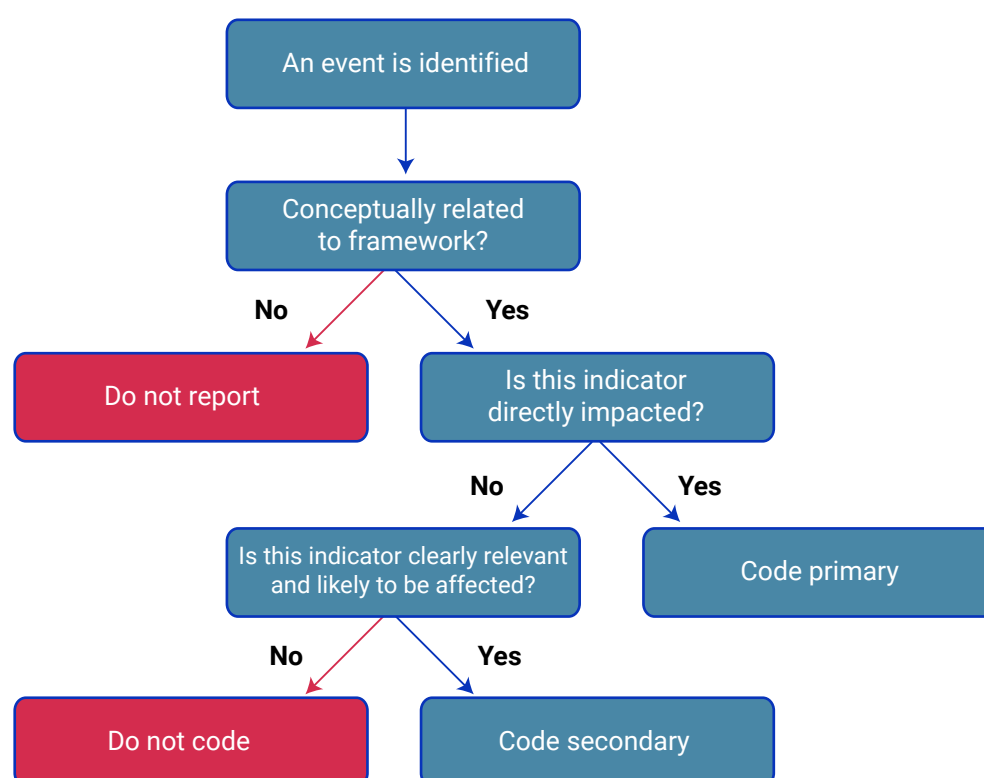 An event is identified
Conceptually related
to framework?
No
Yes
Do not report
Is this indicator
directly impacted?
No
Yes
Is this indicator clearly relevant
and likely to be affected?
Code primary
No
Yes
Do not code
Code secondary